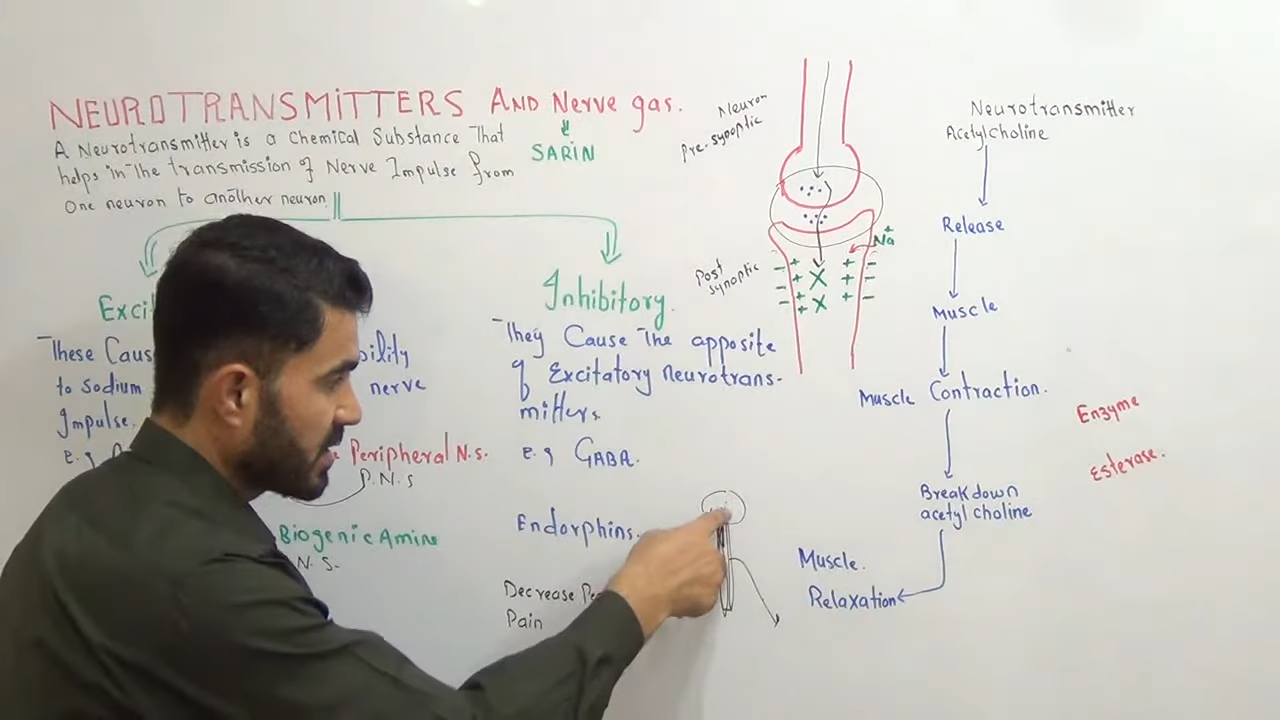 NEUROTRANSMITTERS AND Nerve gas.
SARIN
A Neurotransmitter is a Chemical Substance That
helps in The transmission of Nerve Impulse from
One neuron to another neuron.
Inhibitory.
These
to Sodium nerve
Impulse.
e.g
Peripheral N.S.
P.N.S
Biogenic Amine
N.S.
They Cause The apposite
of Excitatory neurotrans-
mitters
e.g GABA.
Endorphins.
Decrease
Pain
Neuron
Pre-synoptic
Na+
Post
synoptic
+ + + + + + +
- - - - - -
X
X
Neurotransmitter
Acetylcholine
Release
Muscle
Muscle Contraction.
Breakdown
acetyl choline
Muscle.
Relaxation
Enzyme
Esterase.